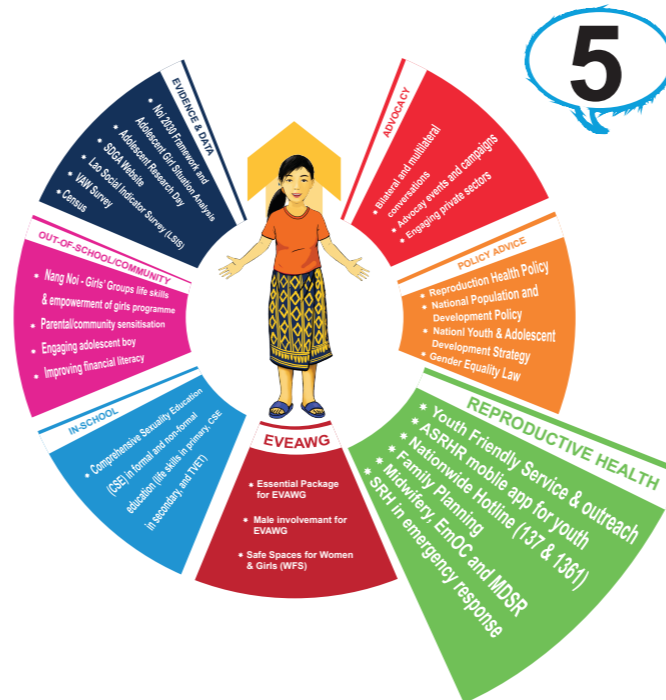 5
EVIDENCE & DATA
Noi 2030 Framework and
Adolescent Girl Situation Analysis
Adolescent Research Day
SDGA Website
Lao Social Indicator Survey (LSIS)
VAW Survey
Census
ADVOCACY
Bilateral and multilateral
conversations
Advocay events and campaigns
Engaging private sectors
OUT-OF-SCHOOL/COMMUNITY
Nang Noi - Girls' Groups life skills
& empowerment of girls programme
Parental/community sensitisation
Engaging adolescent boy
Improving financial literacy
POLICY ADVICE
Reproduction Health Policy
National Population and
Development Policy
Nationl Youth & Adolescent
Development Strategy
Gender Equality Law
IN-SCHOOL
Comprehensive Sexuality Education
(CSE) in formal and non-formal
education (life skills in primary, CSE
in secondary, and TVET)
EVEAWG
Essential Package
for EVAWG
Male involvemant for
EVAWG
Safe Spaces for Women
& Girls (WFS)
REPRODUCTIVE HEALTH
Youth Friendly Service & outreach
ASRHR mobile app for youth
Nationwide Hotline (137 & 1361)
Family Planning
Midwifery, EmOC and MDSR
SRH in emergency
response